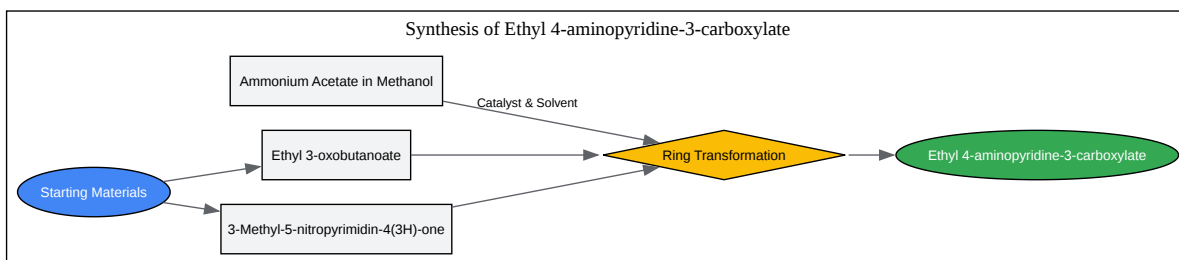 Synthesis of Ethyl 4-aminopyridine-3-carboxylate
Ammonium Acetate in Methanol
Catalyst & Solvent
Ethyl 3-oxobutanoate
Ring Transformation
Ethyl 4-aminopyridine-3-carboxylate
Starting Materials
3-Methyl-5-nitropyrimidin-4(3H)-one